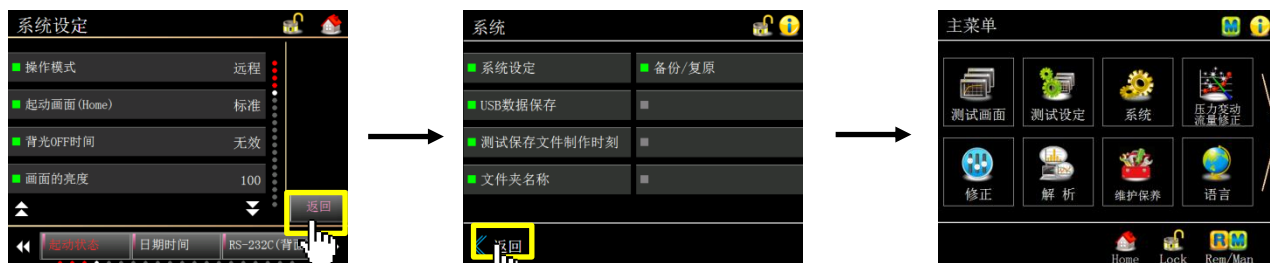 系统设定
操作模式 远程
起动画面(Home) 标准
背光OFF时间 无效
画面的亮度 100
返回
起动状态 日期时间 RS-232C(背面
系统
系统设定 备份/复原
USB数据保存
测试保存文件制作时刻
文件夹名称
返回
主菜单 M
测试画面 测试设定 系统 压力变动
流量修正
修正 解析 维护保养 语言
R M
Home Lock Rem/Man